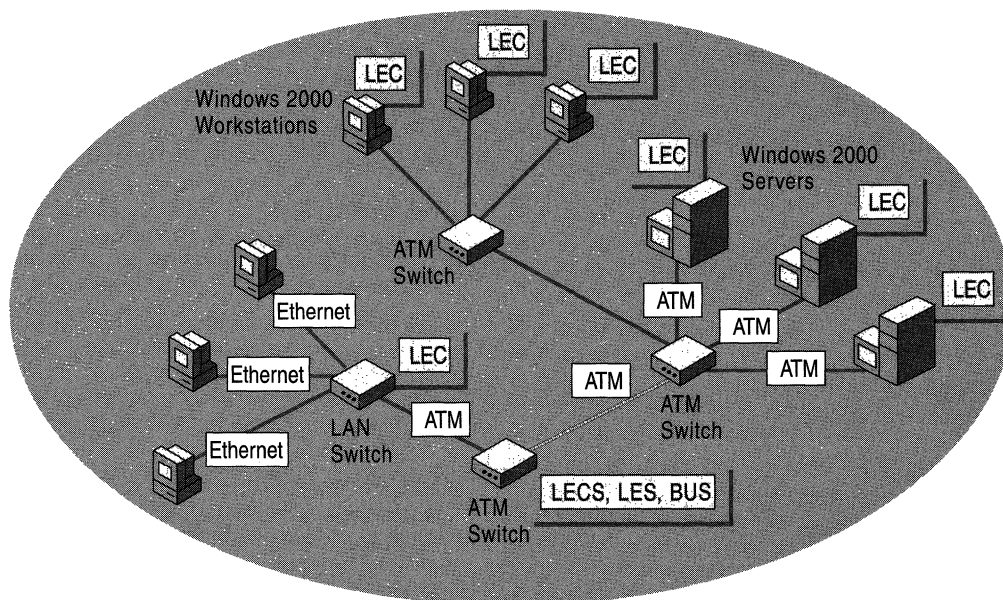 LEC
LEC
LEC
Windows 2000
Workstations
LEC
Windows 2000
Servers
LEC
ATM
Switch
LEC
ATM
Ethernet
ATM
LEC
Ethernet
ATM
ATM
LAN
Switch
ATM
ATM
Switch
Ethernet
LECS, LES, BUS
ATM
Switch